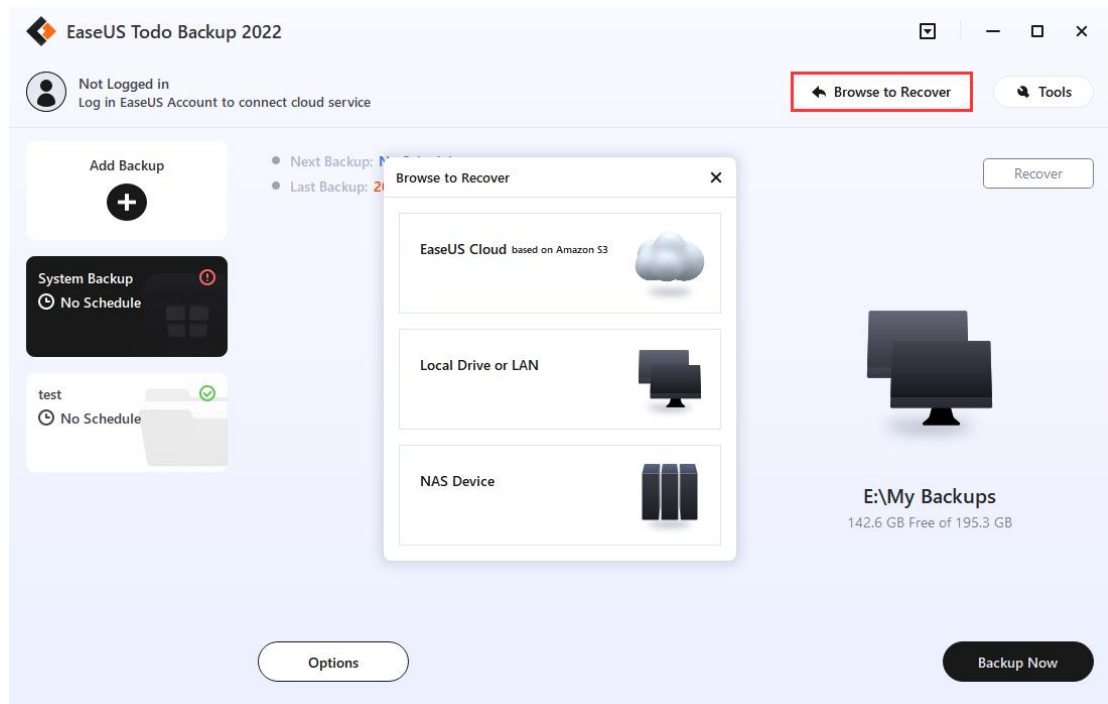 EaseUS Todo Backup 2022
Not Logged in
Log in EaseUS Account to connect cloud service
Browse to Recover
Tools
Add Backup
Next Backup:
Last Backup:
Recover
System Backup
No Schedule
test
No Schedule
Browse to Recover
EaseUS Cloud based on Amazon S3
Local Drive or LAN
NAS Device
E:\My Backups
142.6 GB Free of 195.3 GB
Options
Backup Now